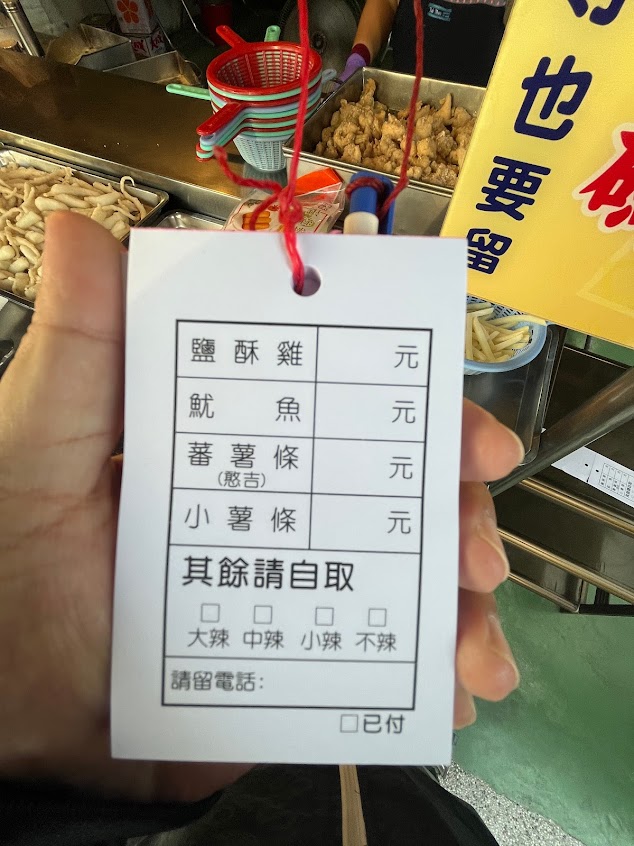 也
要
留
鹽酥雞 元
魷魚 元
蕃薯條 元
(憨吉)
小薯條 元
其餘請自取
□ □ □ □
大辣 中辣 小辣 不辣
請留電話:
□已付